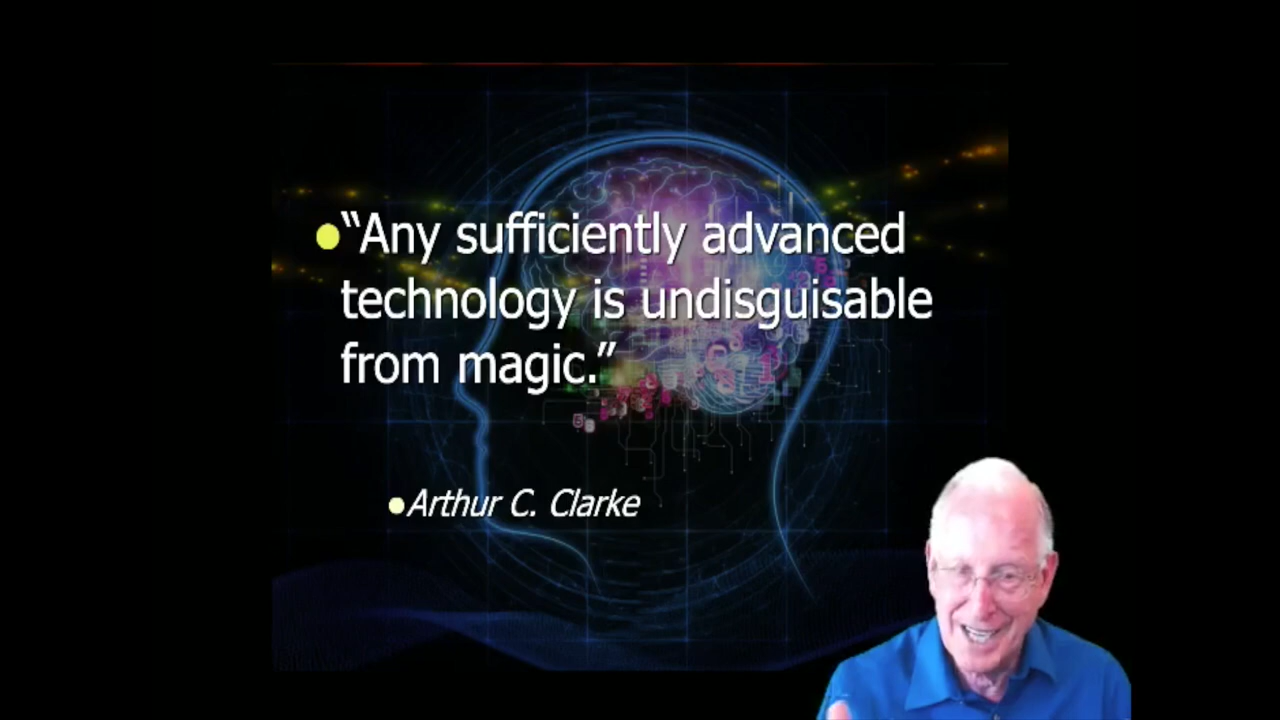 “Any sufficiently advanced
technology is undisguisable
from magic.”
Arthur C. Clarke